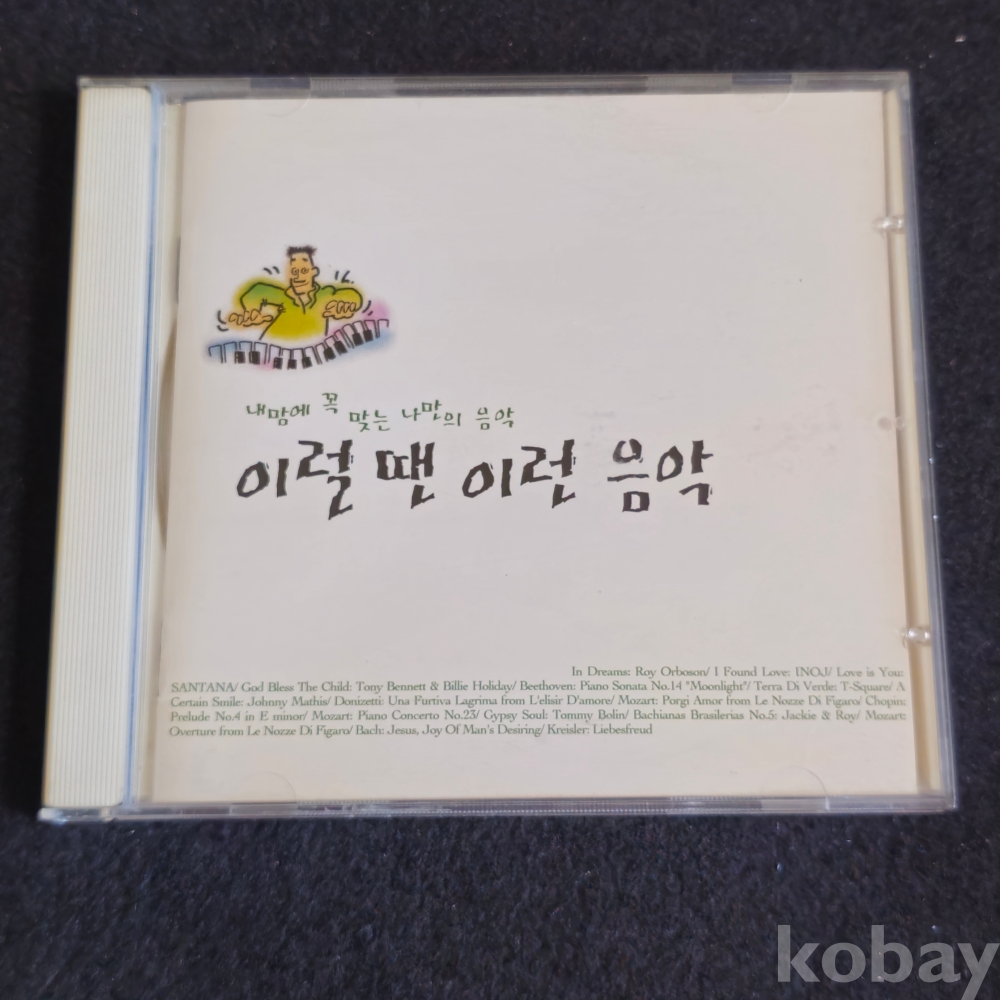 내맘에 꼭 맞는 나만의 음악
이럴 땐 이런 음악
In Dreams: Roy Orboson/ I Found Love: INOJ/ Love is You:
SANTANA/ God Bless The Child: Tony Bennett & Billie Holiday/ Beethoven: Piano Sonata No.14 "Moonlight"/ Terra Di Verde: T-Square/ A
Certain Smile: Johnny Mathis/ Donizetti: Una Furtiva Lagrima from L'elisir D'amore/ Mozart: Porgi Amor from Le Nozze Di Figaro/ Chopin:
Prelude No.4 in E minor/ Mozart: Piano Concerto No.23/ Gypsy Soul: Tommy Bolin/ Bachianas Brasilerias No.5: Jackie & Roy/ Mozart:
Overture from Le Nozze Di Figaro/ Bach: Jesus, Joy Of Man's Desiring/ Kreisler: Liebesfreud
kobay